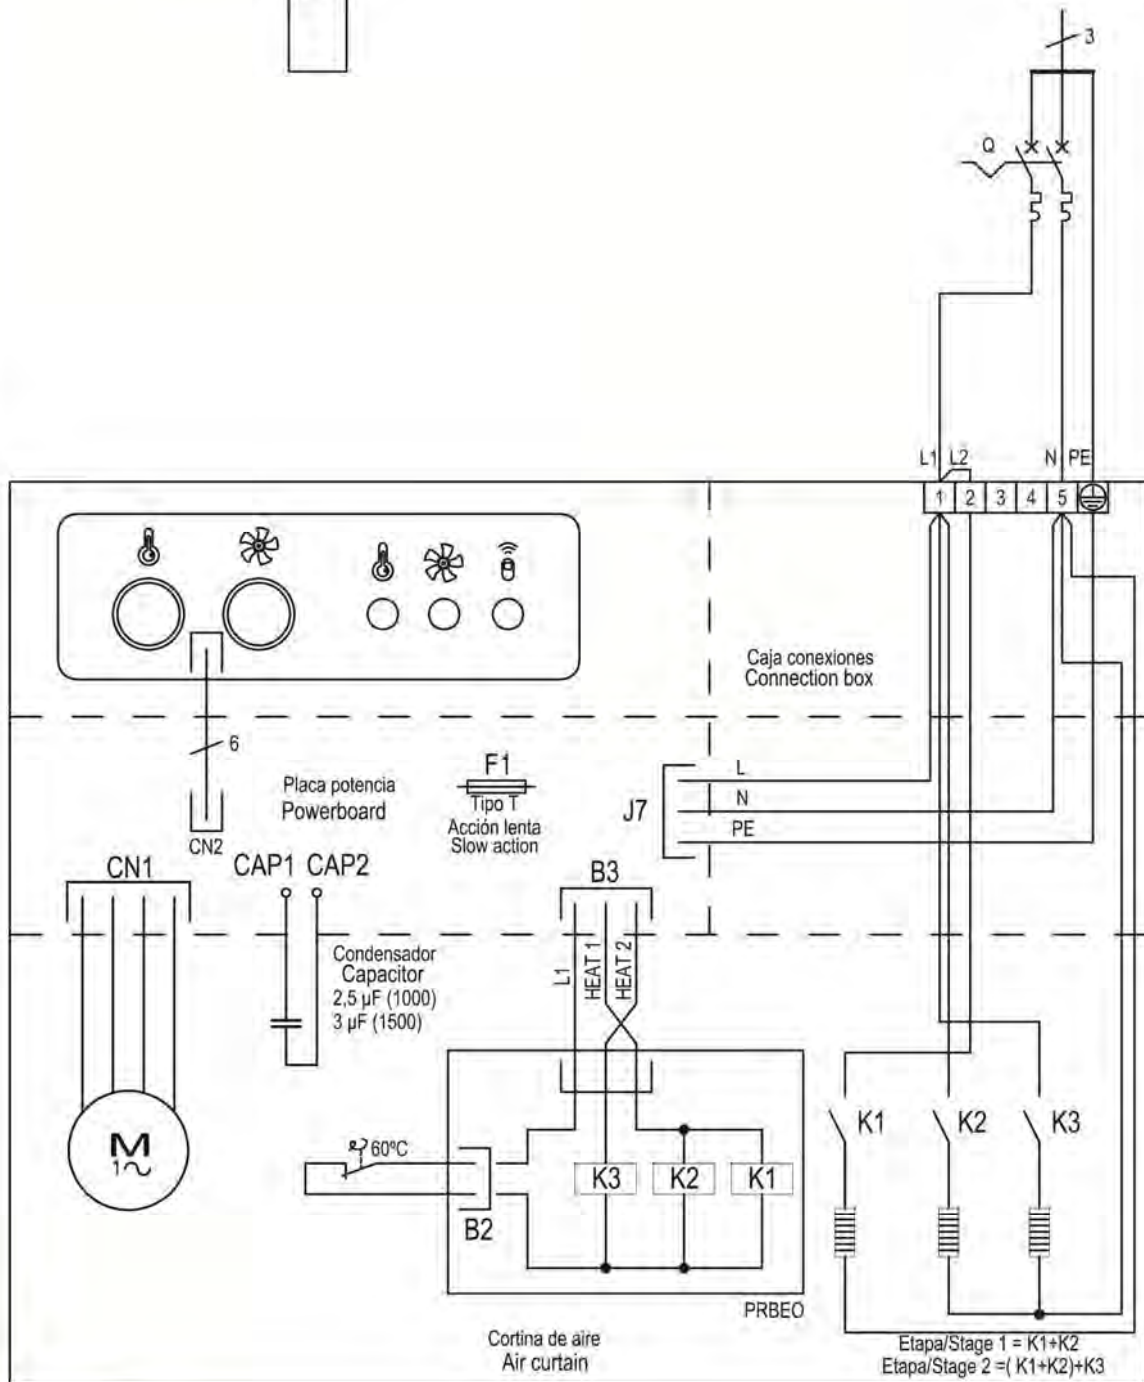 3
Q
L1 L2 N PE
1 2 3 4 5
Caja conexiones
Connection box
6
CN2
Placa potencia
Powerboard
F1
Tipo T
Acción lenta
Slow action
J7
L
N
PE
CN1
CAP1 CAP2
B3
Condensador
Capacitor
2,5 µF (1000)
3 µF (1500)
L1
HEAT 1
HEAT 2
M
1~
60ºC
B2
K3 K2 K1
PRBEO
K1 K2 K3
Cortina de aire
Air curtain
Etapa/Stage 1 = K1+K2
Etapa/Stage 2 =( K1+K2)+K3